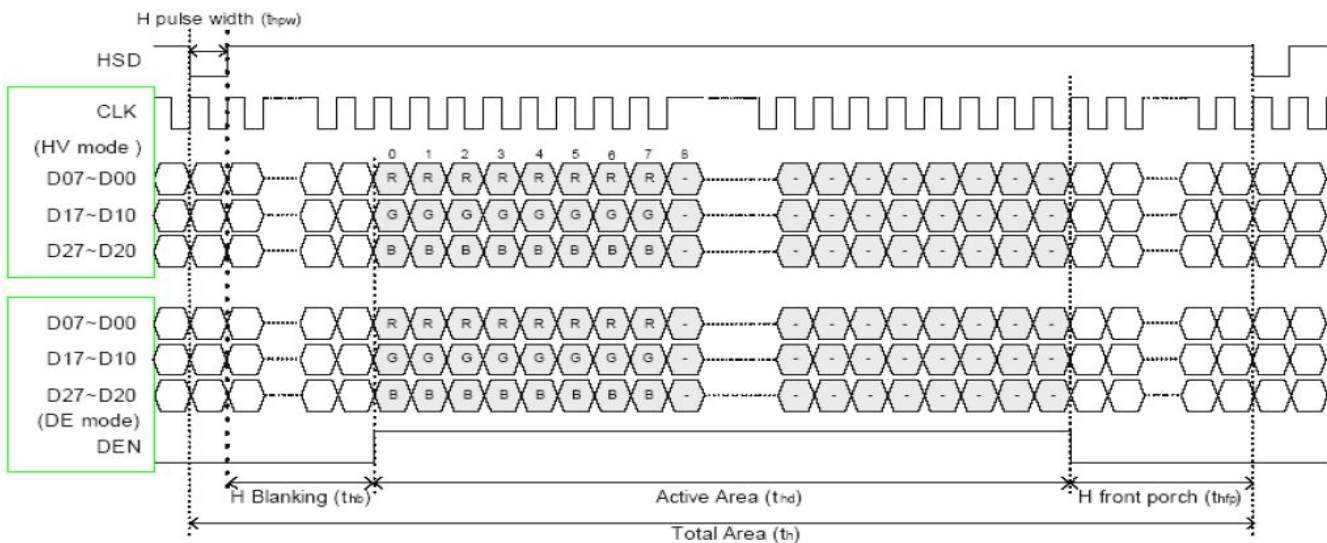 H pulse width (thpw)
HSD
CLK
(HV mode )
0 1 2 3 4 5 6 7 8
D07~D00 R R R R R R R R - - - - - - - - -
D17~D10 G G G G G G G G - - - - - - - - -
D27~D20 B B B B B B B B - - - - - - - - -
D07~D00 R R R R R R R R - - - - - - - - -
D17~D10 G G G G G G G G - - - - - - - - -
D27~D20 B B B B B B B B - - - - - - - - -
(DE mode)
DEN
H Blanking (thb) Active Area (thd) H front porch (thfp)
Total Area (th)